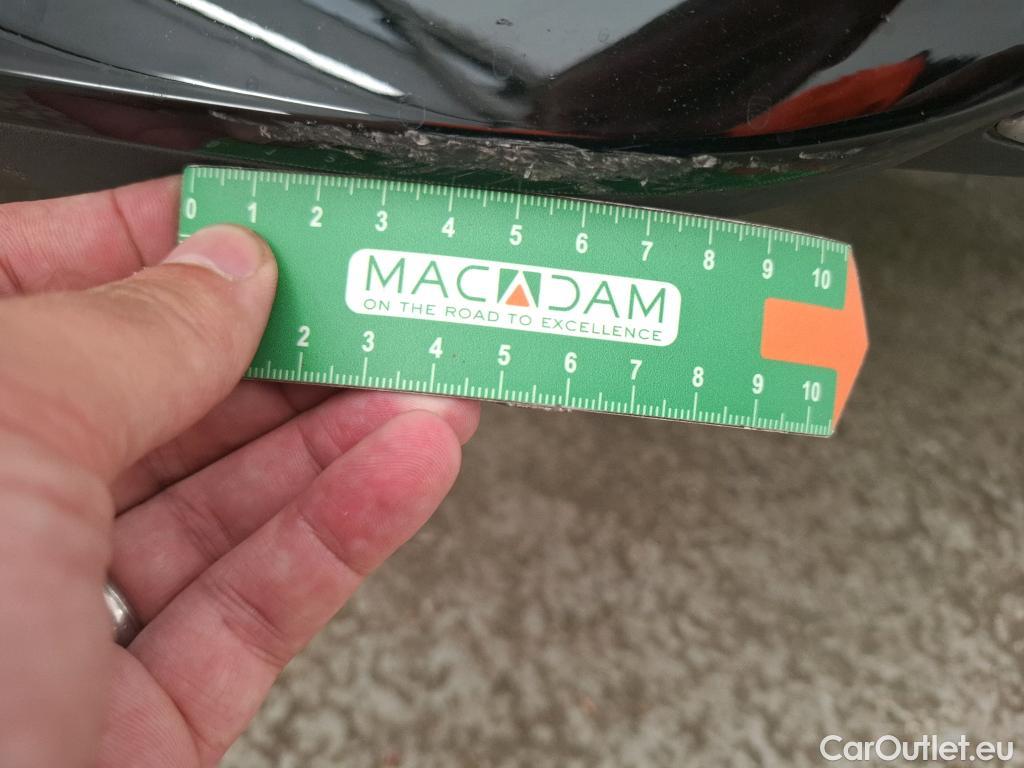 0 1 2 3 4 5 6 7 8 9 10
MACADAM
ON THE ROAD TO EXCELLENCE
2 3 4 5 6 7 8 9 10
CarOutlet.eu